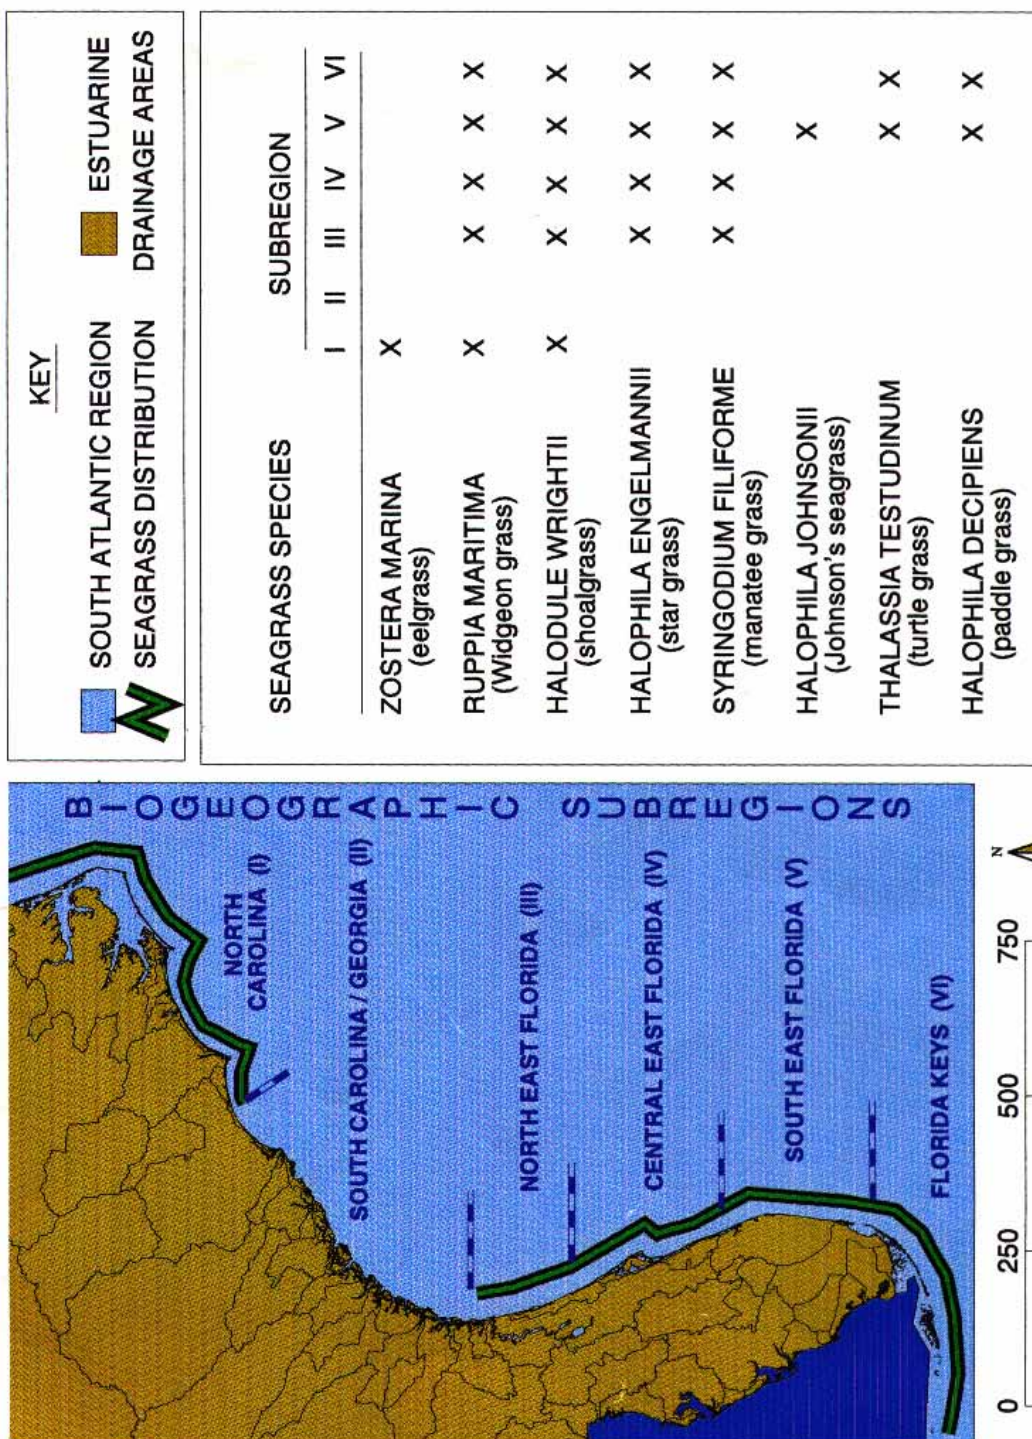 KEY
SOUTH ATLANTIC REGION
ESTUARINE
SEAGRASS DISTRIBUTION
DRAINAGE AREAS
SEAGRASS SPECIES
SUBREGION
I II III IV V VI
ZOSTERA MARINA X
(eelgrass)
RUPPIA MARITIMA X X X X X
(Widgeon grass)
HALODULE WRIGHTII X X X X X
(shoalgrass)
HALOPHILA ENGELMANNII X X X X
(star grass)
SYRINGODIUM FILIFORME X X X X
(manatee grass)
HALOPHILA JOHNSONII X
(Johnson's seagrass)
THALASSIA TESTUDINUM X X
(turtle grass)
HALOPHILA DECIPIENS X X
(paddle grass)
BIOGEOGRAPHIC SUBREGIONS
NORTH
CAROLINA (I)
SOUTH CAROLINA / GEORGIA (II)
NORTH EAST FLORIDA (III)
CENTRAL EAST FLORIDA (IV)
SOUTH EAST FLORIDA (V)
FLORIDA KEYS (VI)
N
0 250 500 750